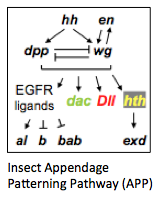 hh en
dpp wg
EGFR dac Dll hth
ligands
al b bab exd
Insect Appendage
Patterning Pathway (APP)